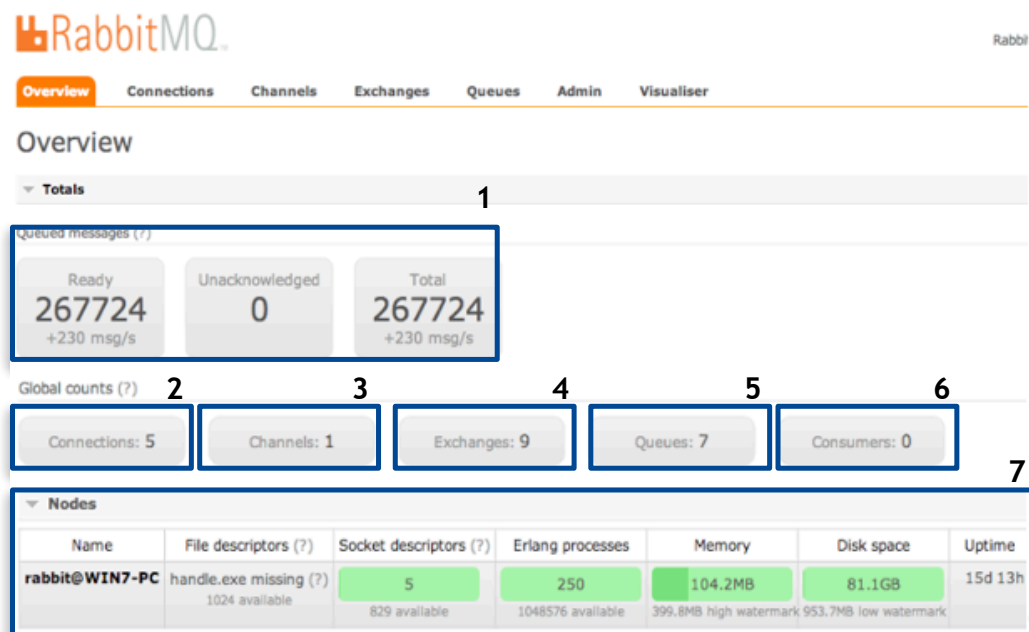 RabbitMQ
Rabbit
Overview Connections Channels Exchanges Queues Admin Visualiser
Overview
Totals
1
Queued messages (?)
Ready Unacknowledged Total
267724 0 267724
+230 msg/s +230 msg/s
Global counts (?) 2 3 4 5 6
Connections: 5 Channels: 1 Exchanges: 9 Queues: 7 Consumers: 0
7
Nodes
Name File descriptors (?) Socket descriptors (?) Erlang processes Memory Disk space Uptime
rabbit@WIN7-PC handle.exe missing (?) 5 250 104.2MB 81.1GB 15d 13h
1024 available 829 available 1048576 available 399.8MB high watermark 953.7MB low watermark